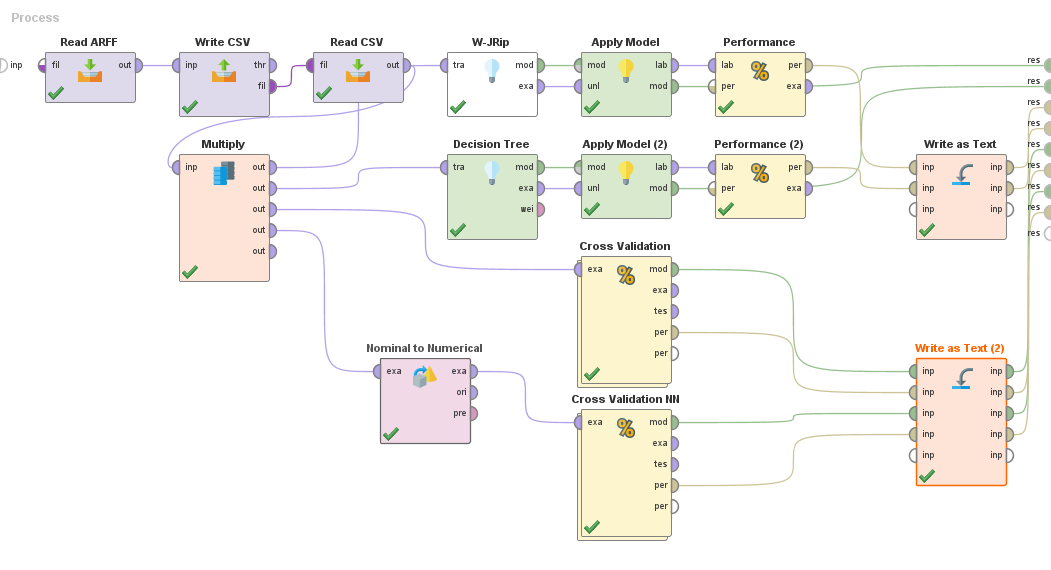 Process
Read ARFF
Write CSV
Read CSV
W-JRip
Apply Model
Performance
inp
fil
out
inp
thr
fil
fil
out
tra
mod
exa
mod
unl
lab
mod
lab
per
per
exa
res
res
res
res
res
res
res
res
res
Multiply
inp
out
out
out
out
out
Decision Tree
tra
mod
exa
wei
Apply Model (2)
mod
unl
lab
mod
Performance (2)
lab
per
per
exa
Write as Text
inp
inp
inp
inp
inp
inp
Cross Validation
exa
mod
exa
tes
per
per
Nominal to Numerical
exa
exa
ori
pre
Cross Validation NN
exa
mod
exa
tes
per
per
Write as Text (2)
inp
inp
inp
inp
inp
inp
inp
inp
inp
inp